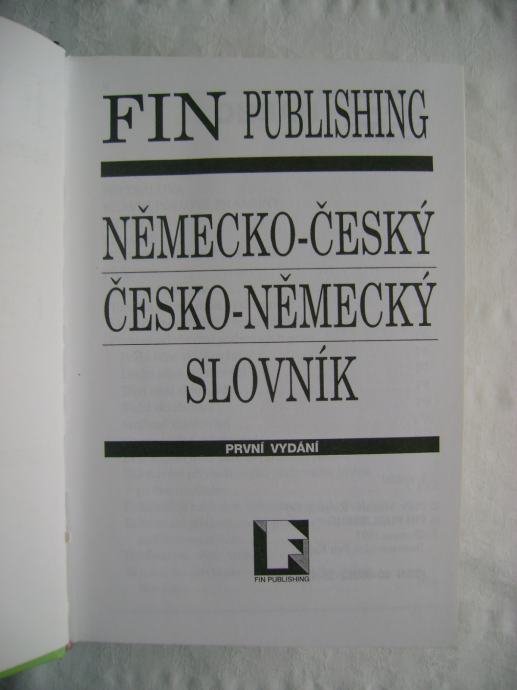 FIN PUBLISHING
NĚMECKO-ČESKÝ
ČESKO-NĚMECKÝ
SLOVNÍK
PRVNÍ VYDÁNÍ
FIN PUBLISHING